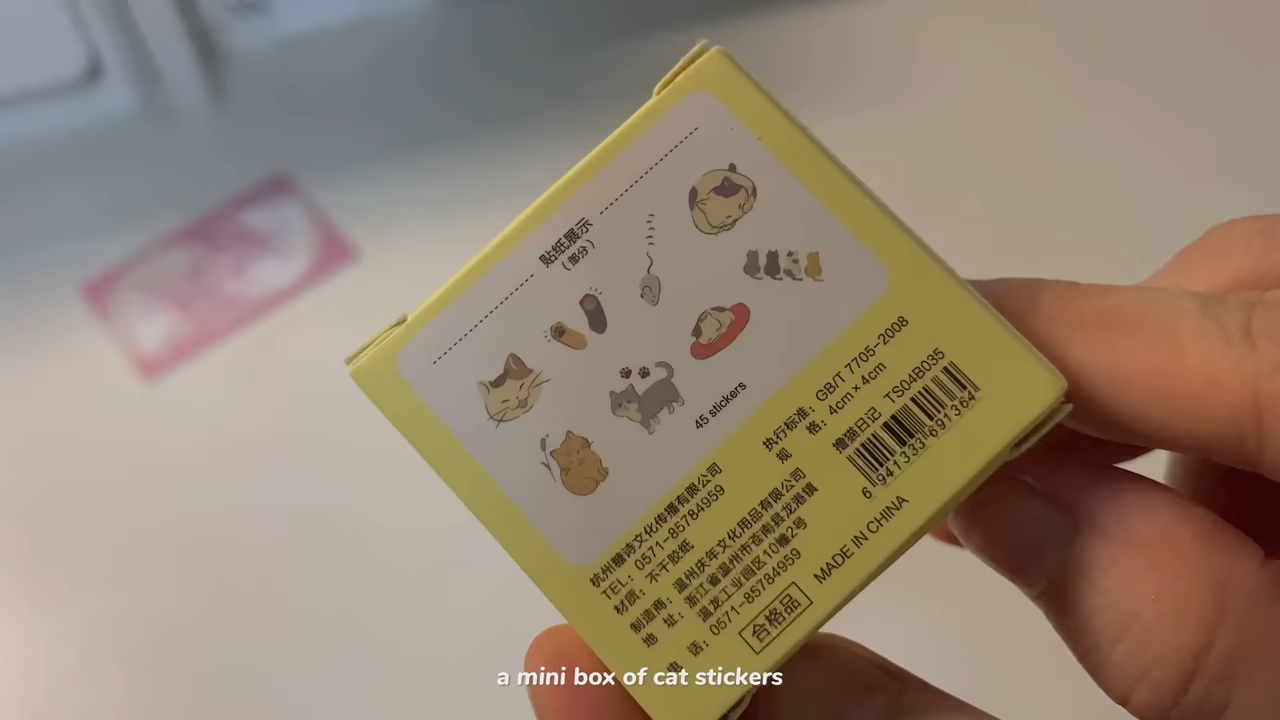 贴纸展示
(部分)
45 stickers
杭州糖诗文化传播有限公司
TEL: 0571-85784959
材质: 不干胶纸
制造商: 温州庆年文化用品有限公司
地 址: 浙江省温州市苍南县龙港镇
温龙工业园区10幢2号
电 话: 0571-85784959
合格品
执行标准: GB/T 7705-2008
规 格: 4cm×4cm
撸猫日记 TS04B035
6 941333 691364
MADE IN CHINA
a mini box of cat stickers